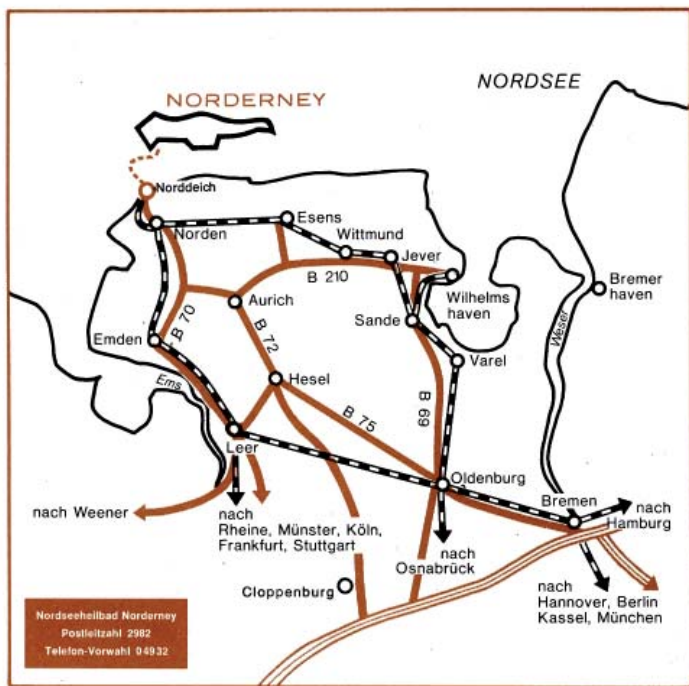 NORDSEE
NORDERNEY
Norddeich
Norden
Esens
Wittmund
Jever
B 210
Wilhelms
haven
Bremer
haven
Weser
Aurich
B 70
B 72
Sande
Emden
Varel
Ems
Hesel
B 75
B 69
Leer
Oldenburg
Bremen
nach
Hamburg
nach Weener
nach
Rheine, Münster, Köln,
Frankfurt, Stuttgart
nach
Osnabrück
Cloppenburg
nach
Hannover, Berlin
Kassel, München
Nordseeheilbad Norderney
Postleitzahl 2982
Telefon-Vorwahl 04932